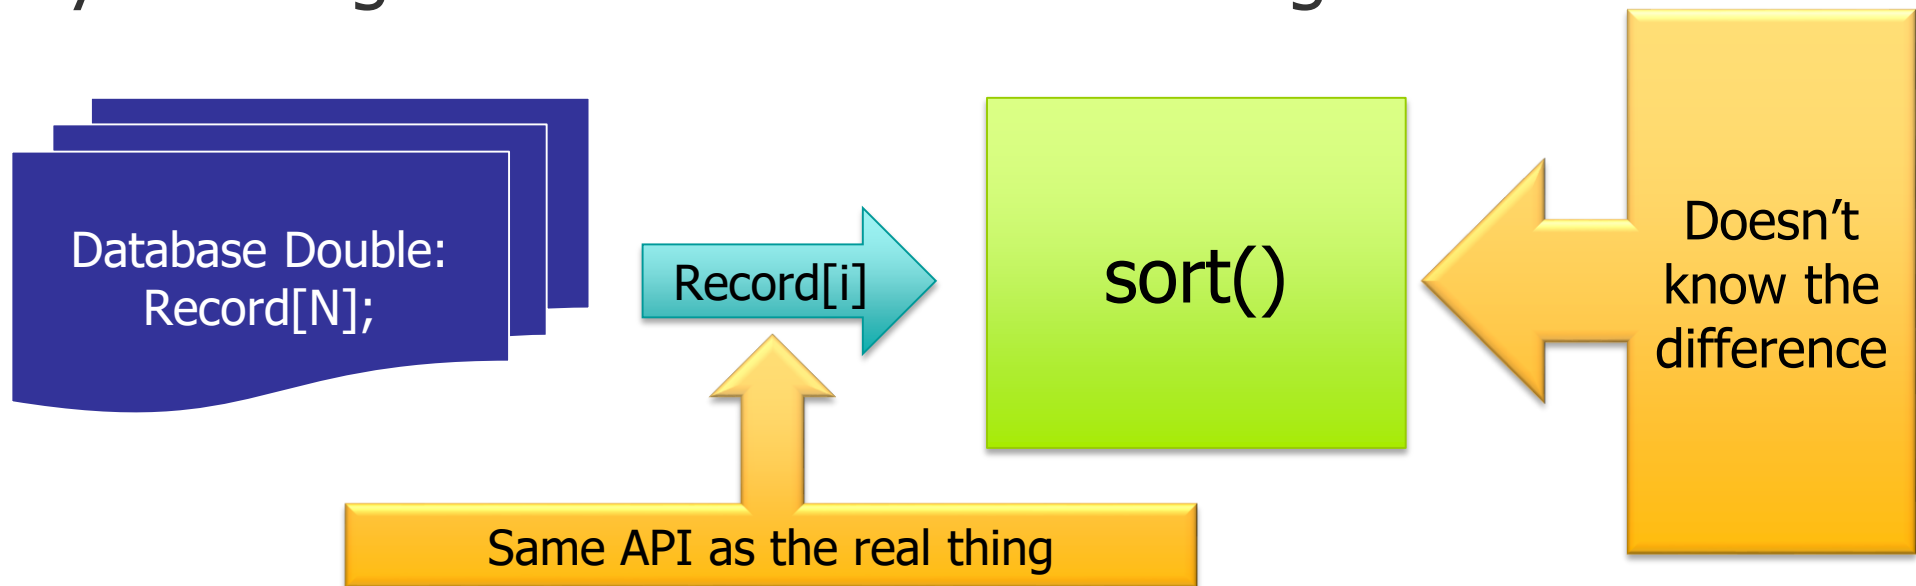 Database Double:
Record[N];
Record[i]
sort()
Doesn’t
know the
difference
Same API as the real thing